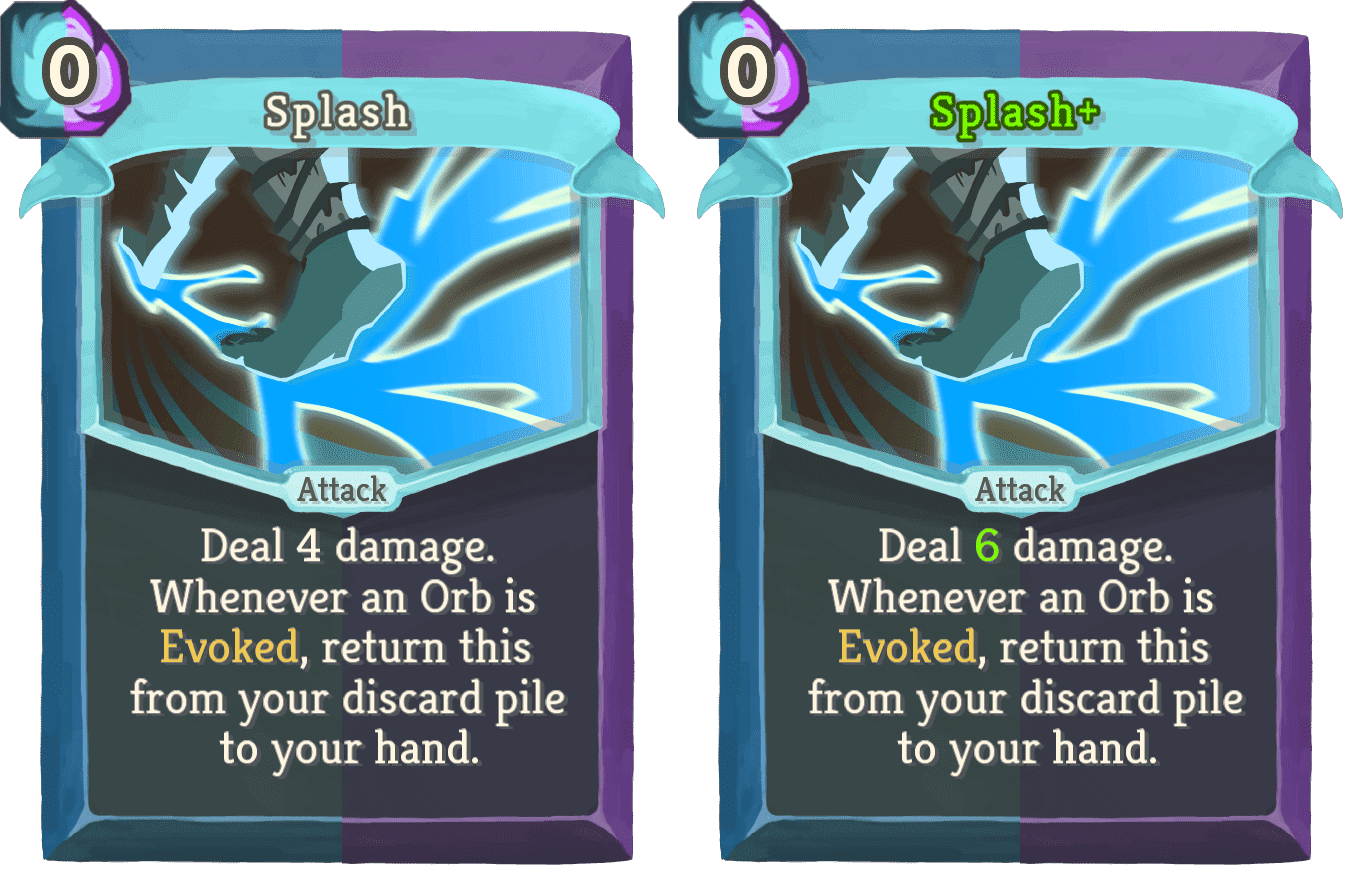 0
Splash
Attack
Deal 4 damage.
Whenever an Orb is
Evoked, return this
from your discard pile
to your hand.
0
Splash+
Attack
Deal 6 damage.
Whenever an Orb is
Evoked, return this
from your discard pile
to your hand.